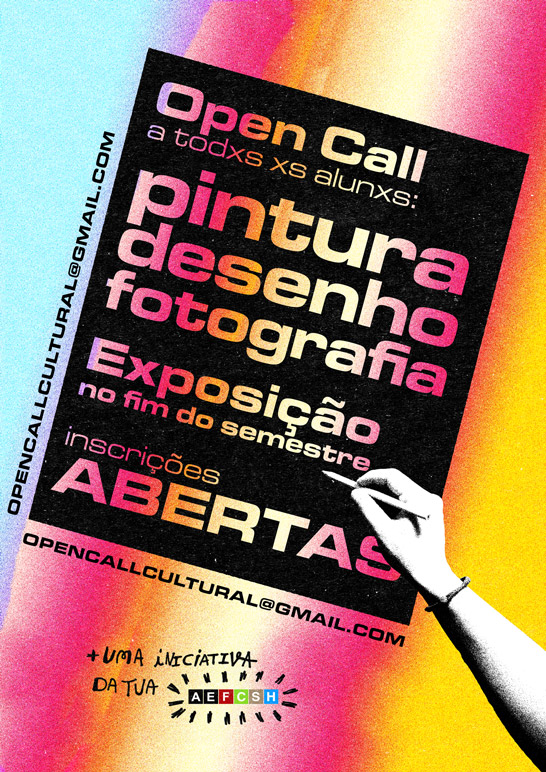 Open Call
a todxs xs alunxs:
pintura
desenho
fotografia
Exposição
no fim do semestre
inscrições
ABERTAS
OPENCALLCULTURAL@GMAIL.COM
OPENCALLCULTURAL@GMAIL.COM
+ UMA INICIATIVA
DA TUA AEFCSH